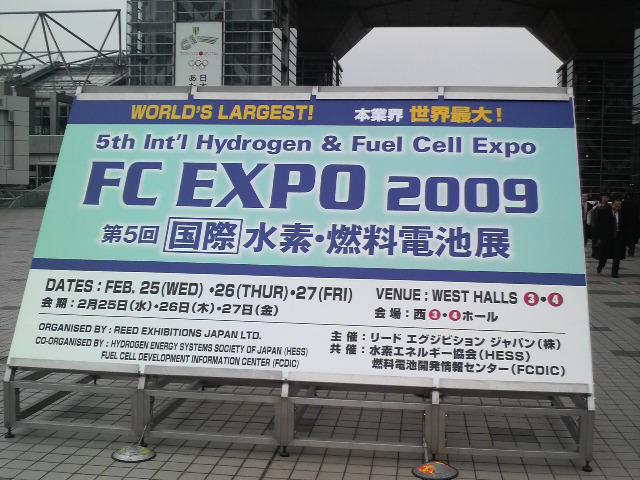 WORLD'S LARGEST! 本業界 世界最大!
5th Int'l Hydrogen & Fuel Cell Expo
FC EXPO 2009
第5回 国際 水素・燃料電池展
DATES : FEB. 25(WED)・26(THUR)・27(FRI)
会 期 : 2月25日(水)・26日(木)・27日(金)
VENUE : WEST HALLS 3・4
会 場 : 西3・4ホール
ORGANISED BY : REED EXHIBITIONS JAPAN LTD.
CO-ORGANISED BY : HYDROGEN ENERGY SYSTEMS SOCIETY OF JAPAN (HESS)
FUEL CELL DEVELOPMENT INFORMATION CENTER (FCDIC)
主 催 : リード エグジビション ジャパン(株)
共 催 : 水素エネルギー協会(HESS)
燃料電池開発情報センター(FCDIC)
日本